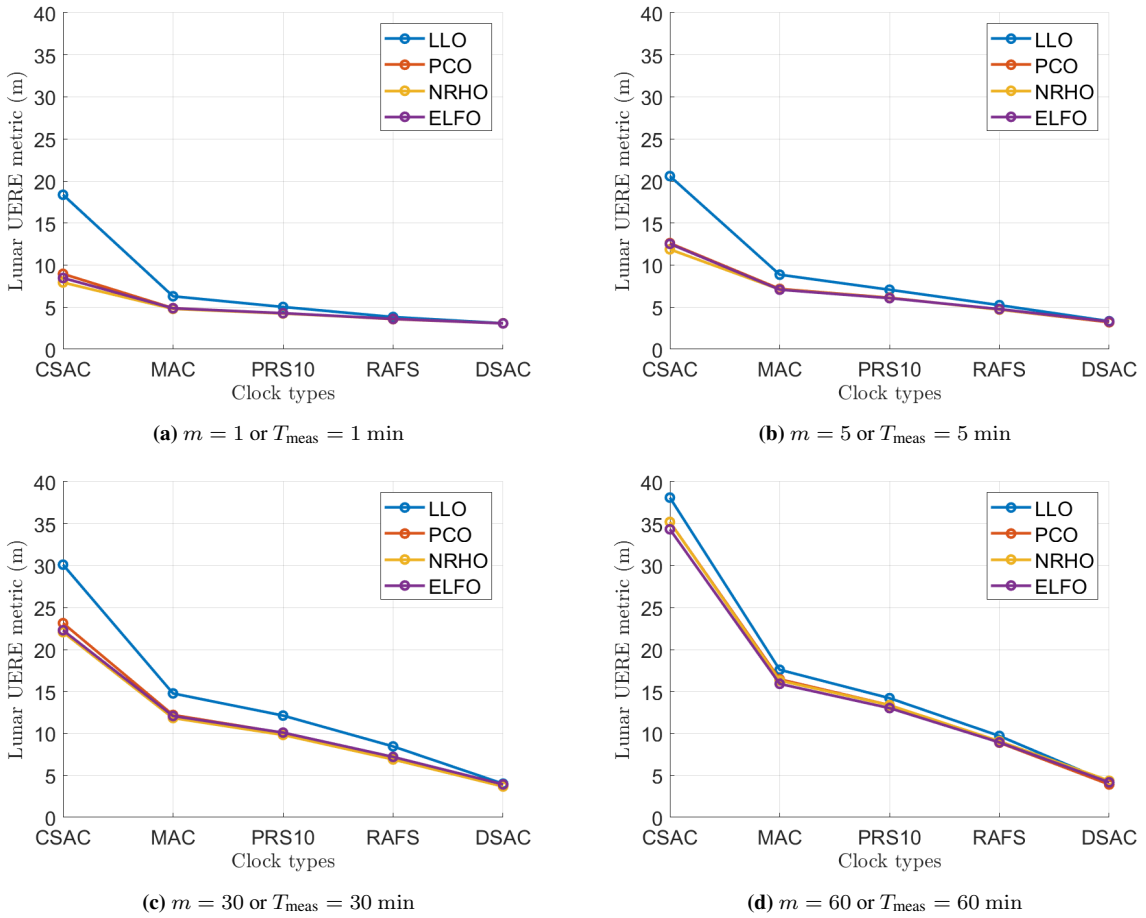 40
35
30
25
20
15
10
5
0
Lunar UERE metric (m)
LLO
PCO
NRHO
ELFO
CSAC MAC PRS10 RAFS DSAC
Clock types
(a) m = 1 or T_meas = 1 min
40
35
30
25
20
15
10
5
0
Lunar UERE metric (m)
LLO
PCO
NRHO
ELFO
CSAC MAC PRS10 RAFS DSAC
Clock types
(b) m = 5 or T_meas = 5 min
40
35
30
25
20
15
10
5
0
Lunar UERE metric (m)
LLO
PCO
NRHO
ELFO
CSAC MAC PRS10 RAFS DSAC
Clock types
(c) m = 30 or T_meas = 30 min
40
35
30
25
20
15
10
5
0
Lunar UERE metric (m)
LLO
PCO
NRHO
ELFO
CSAC MAC PRS10 RAFS DSAC
Clock types
(d) m = 60 or T_meas = 60 min